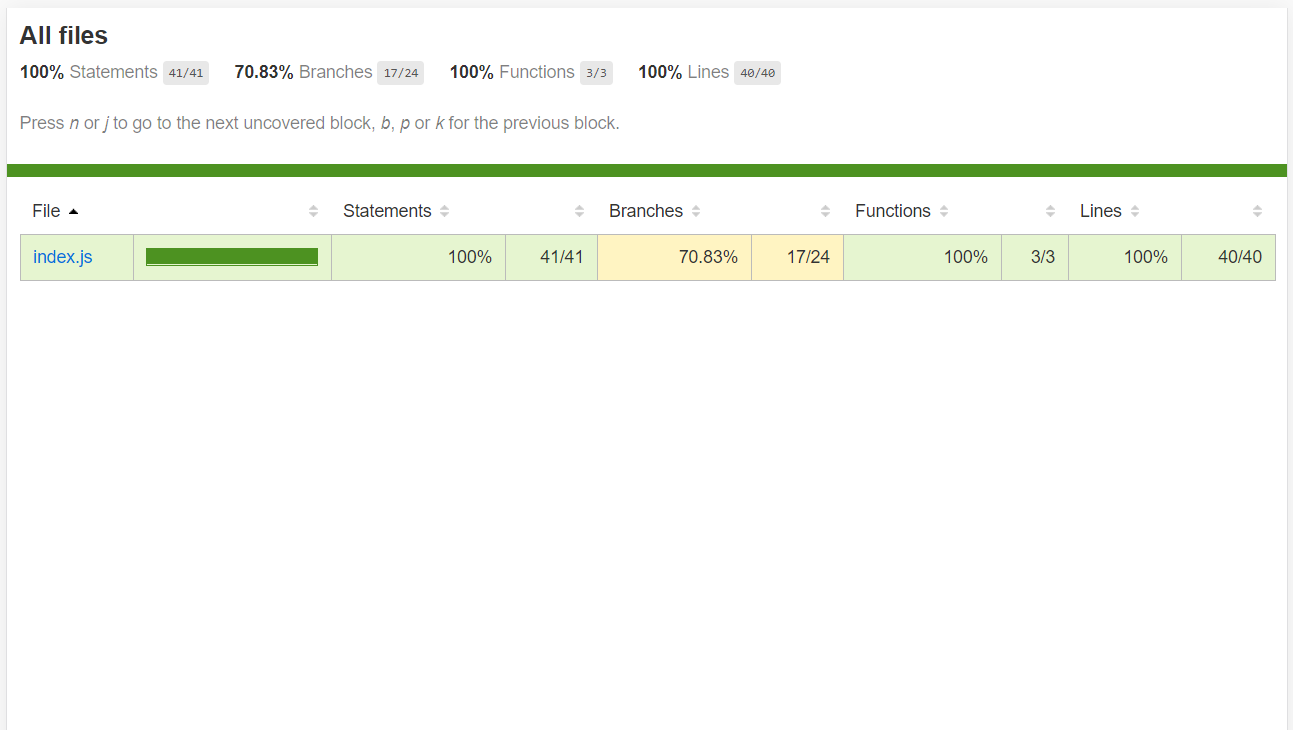 All files
100% Statements 41/41 70.83% Branches 17/24 100% Functions 3/3 100% Lines 40/40
Press n or j to go to the next uncovered block, b, p or k for the previous block.
File Statements Branches Functions Lines
index.js 100% 41/41 70.83% 17/24 100% 3/3 100% 40/40